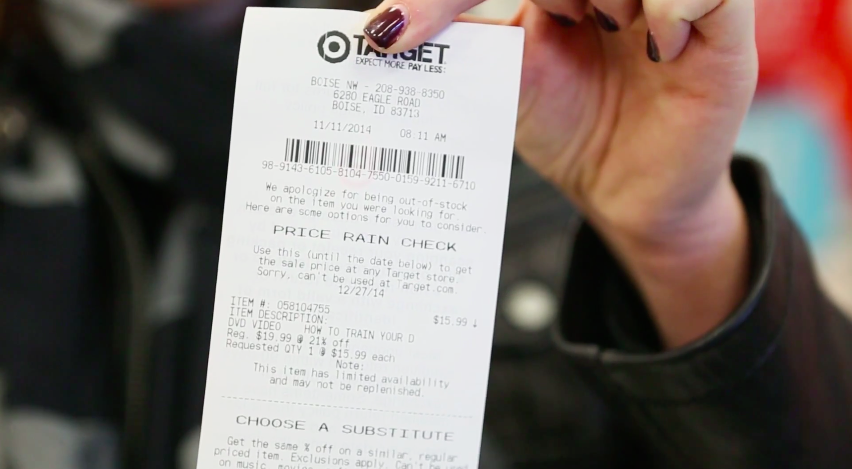 TARGET
EXPECT MORE PAY LESS.
BOISE NW - 208-938-8350
6280 EAGLE ROAD
BOISE, ID 83713
11/11/2014 08:11 AM
98-9143-6105-8104-7550-0159-9211-6710
We apologize for being out-of-stock
on the item you were looking for.
Here are some options for you to consider.
PRICE RAIN CHECK
Use this (until the date below) to get
the sale price at any Target store.
Sorry, can't be used at Target.com
12/27/14
ITEM #: 058104755 $15.99 ↓
ITEM DESCRIPTION:
DVD VIDEO HOW TO TRAIN YOUR D
Reg. $19.99 @ 21% off
Requested QTY 1 @ $15.99 each
Note:
This item has limited availability
and may not be replenished.
CHOOSE A SUBSTITUTE
Get the same % off on a similar, regular
priced item. Exclusions apply. Can't be used
on music, movies